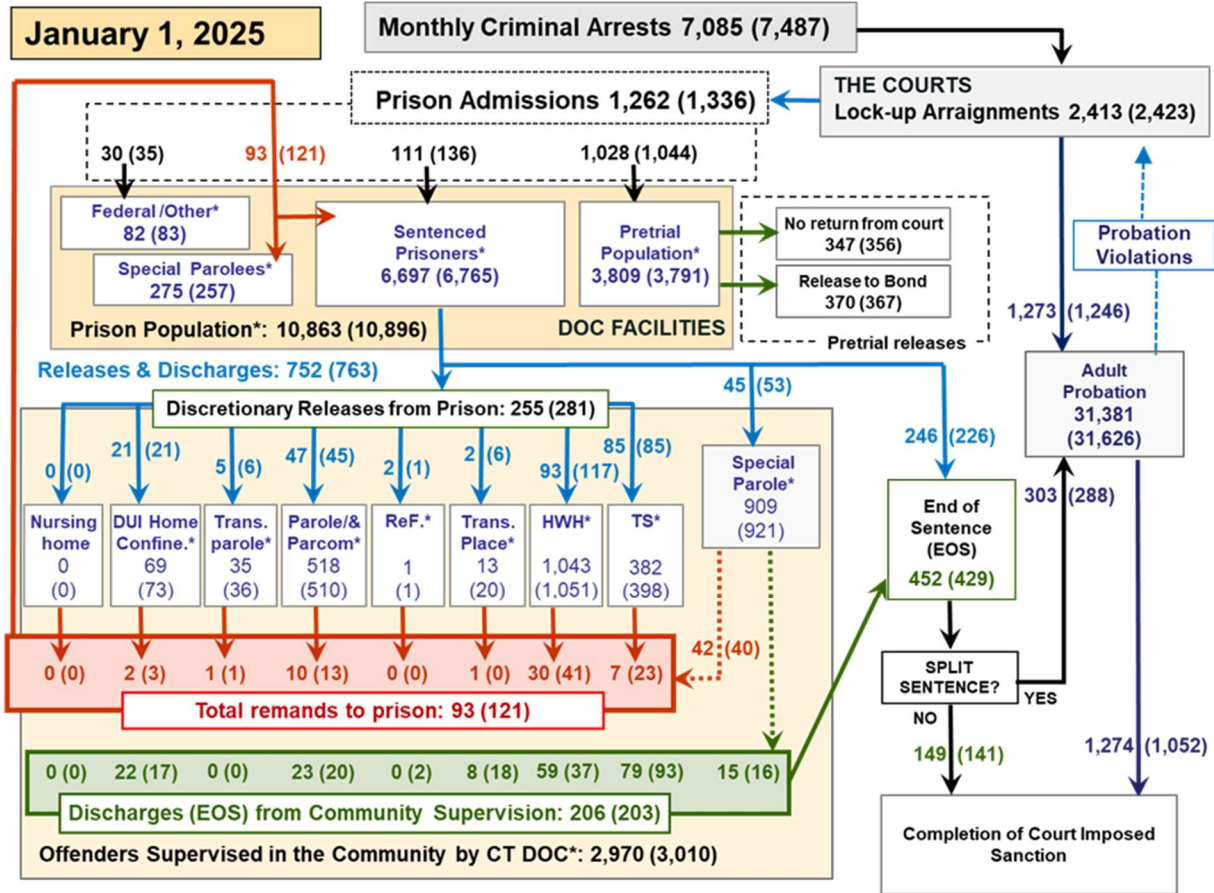 January 1, 2025
Monthly Criminal Arrests 7,085 (7,487)
THE COURTS
Lock-up Arraignments 2,413 (2,423)
Prison Admissions 1,262 (1,336)
30 (35)
93 (121)
111 (136)
1,028 (1,044)
Federal /Other*
82 (83)
Special Parolees*
275 (257)
Sentenced
Prisoners*
6,697 (6,765)
Pretrial
Population*
3,809 (3,791)
No return from court
347 (356)
Release to Bond
370 (367)
Pretrial releases
Probation
Violations
Prison Population*: 10,863 (10,896)
DOC FACILITIES
1,273 (1,246)
Releases & Discharges: 752 (763)
45 (53)
Adult
Probation
31,381
(31,626)
Discretionary Releases from Prison: 255 (281)
0 (0)
21 (21)
5 (6)
47 (45)
2 (1)
2 (6)
93 (117)
85 (85)
246 (226)
303 (288)
Nursing
home
0
(0)
DUI Home
Confine.*
69
(73)
Trans.
parole*
35
(36)
Parole/&
Parcom*
518
(510)
ReF.*
1
(1)
Trans.
Place*
13
(20)
HWH*
1,043
(1,051)
TS*
382
(398)
Special
Parole*
909
(921)
End of
Sentence
(EOS)
452 (429)
42 (40)
0 (0)
2 (3)
1 (1)
10 (13)
0 (0)
1 (0)
30 (41)
7 (23)
Total remands to prison: 93 (121)
SPLIT
SENTENCE?
YES
NO
149 (141)
1,274 (1,052)
0 (0)
22 (17)
0 (0)
23 (20)
0 (2)
8 (18)
59 (37)
79 (93)
15 (16)
Discharges (EOS) from Community Supervision: 206 (203)
Offenders Supervised in the Community by CT DOC*: 2,970 (3,010)
Completion of Court Imposed
Sanction